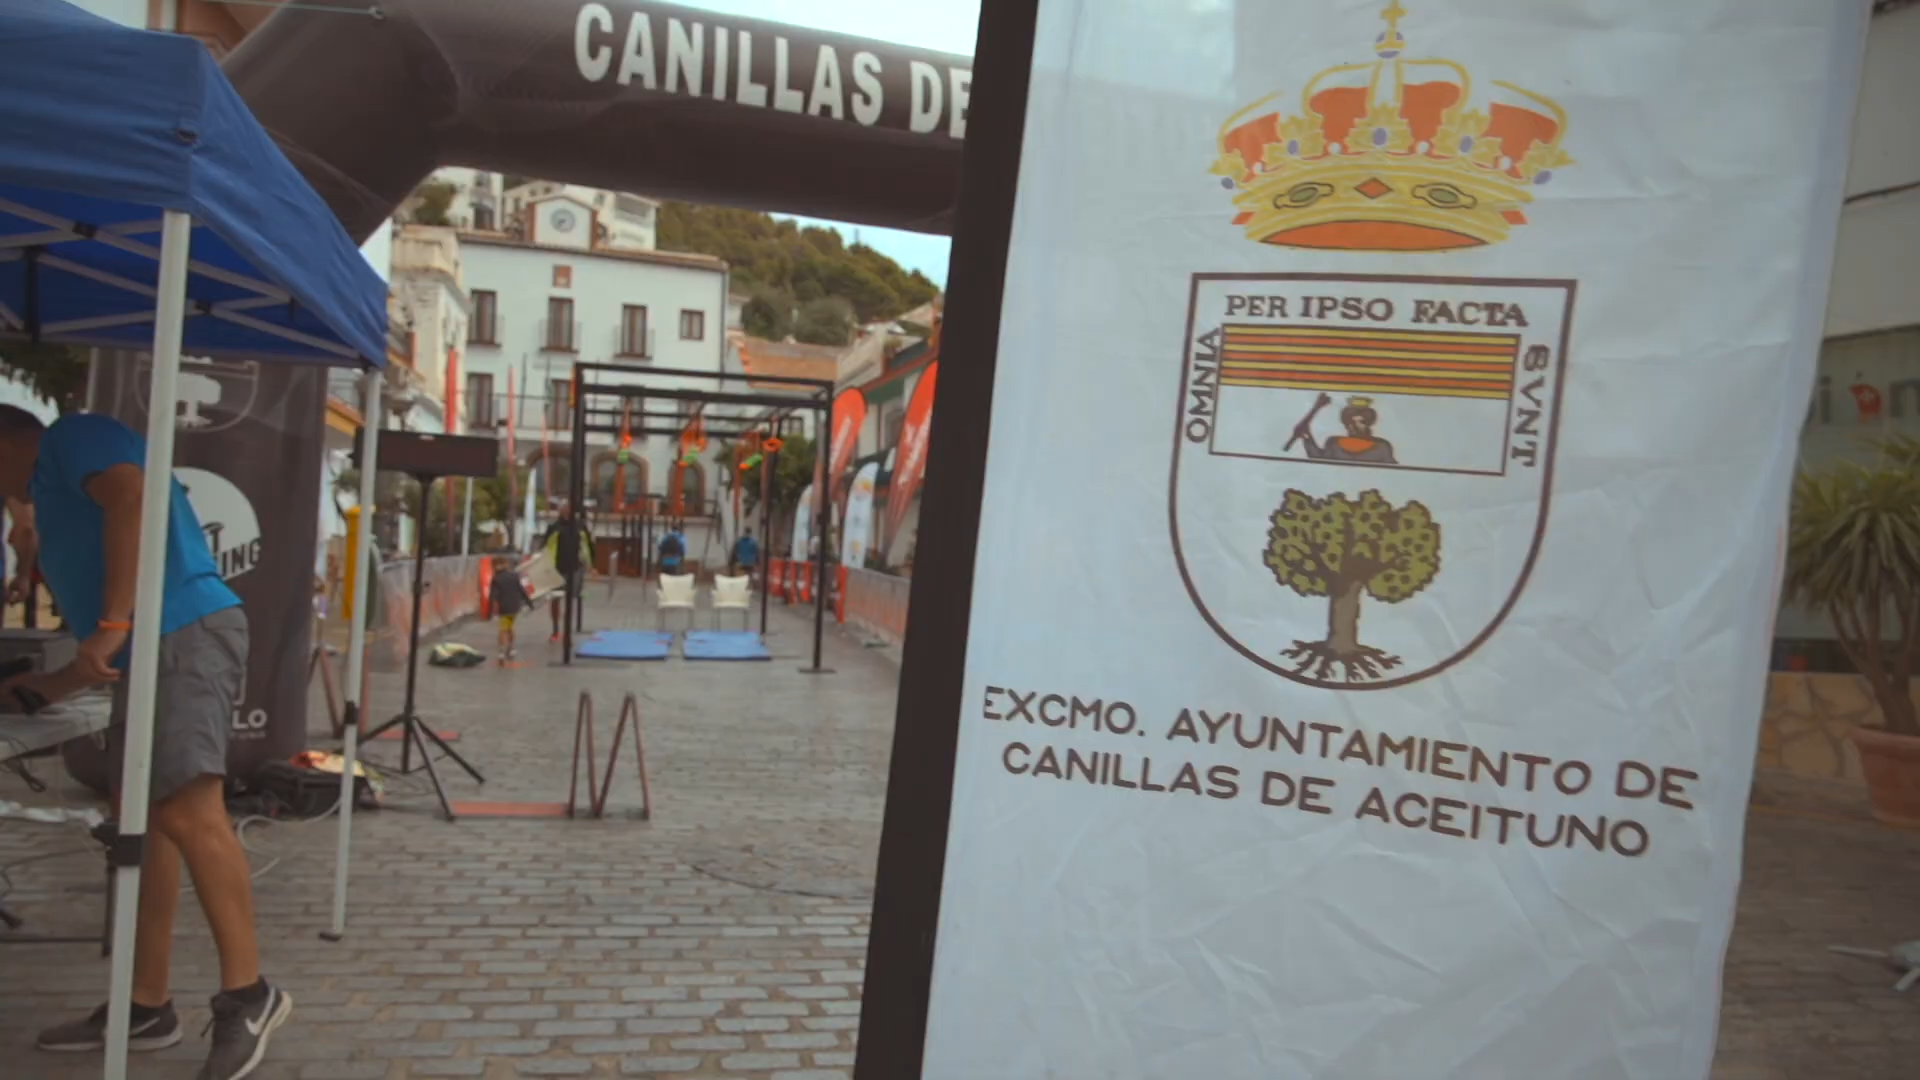 CANILLAS DE
PER IPSO FACTA
OMNIA
SVNT
EXCMO. AYUNTAMIENTO DE
CANILLAS DE ACEITUNO